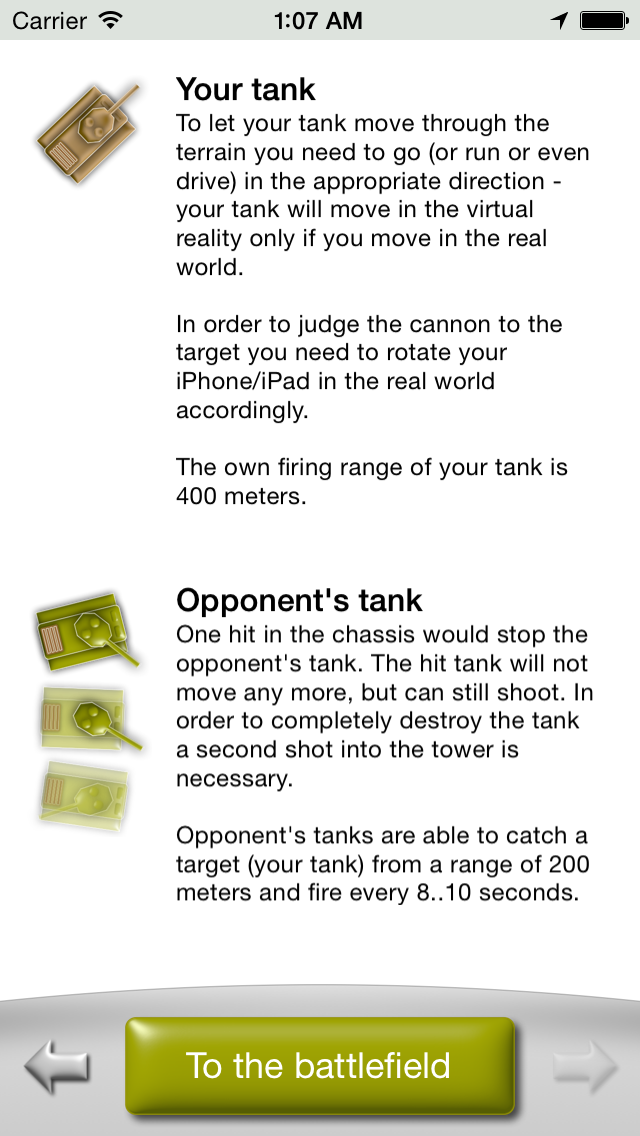 Carrier
1:07 AM
Your tank
To let your tank move through the
terrain you need to go (or run or even
drive) in the appropriate direction -
your tank will move in the virtual
reality only if you move in the real
world.
In order to judge the cannon to the
target you need to rotate your
iPhone/iPad in the real world
accordingly.
The own firing range of your tank is
400 meters.
Opponent's tank
One hit in the chassis would stop the
opponent's tank. The hit tank will not
move any more, but can still shoot. In
order to completely destroy the tank
a second shot into the tower is
necessary.
Opponent's tanks are able to catch a
target (your tank) from a range of 200
meters and fire every 8..10 seconds.
To the battlefield